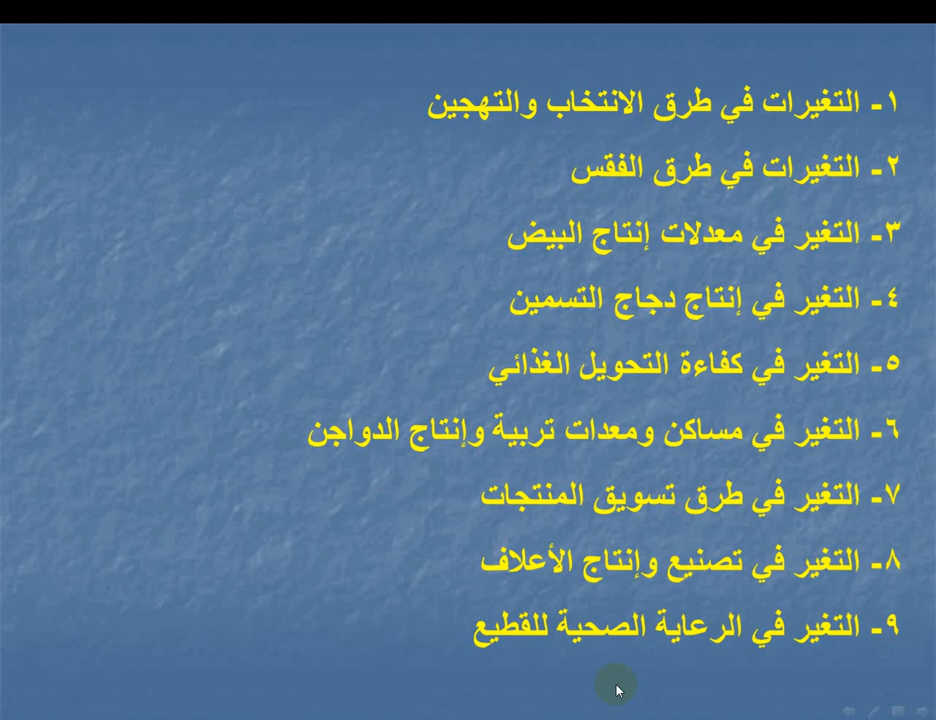 ١- التغيرات في طرق الانتخاب والتهجين
٢- التغيرات في طرق الفقس
٣- التغير في معدلات إنتاج البيض
٤- التغير في إنتاج دجاج التسمين
٥- التغير في كفاءة التحويل الغذائي
٦- التغير في مساكن ومعدات تربية وإنتاج الدواجن
٧- التغير في طرق تسويق المنتجات
٨- التغير في تصنيع وإنتاج الأعلاف
٩- التغير في الرعاية الصحية للقطيع